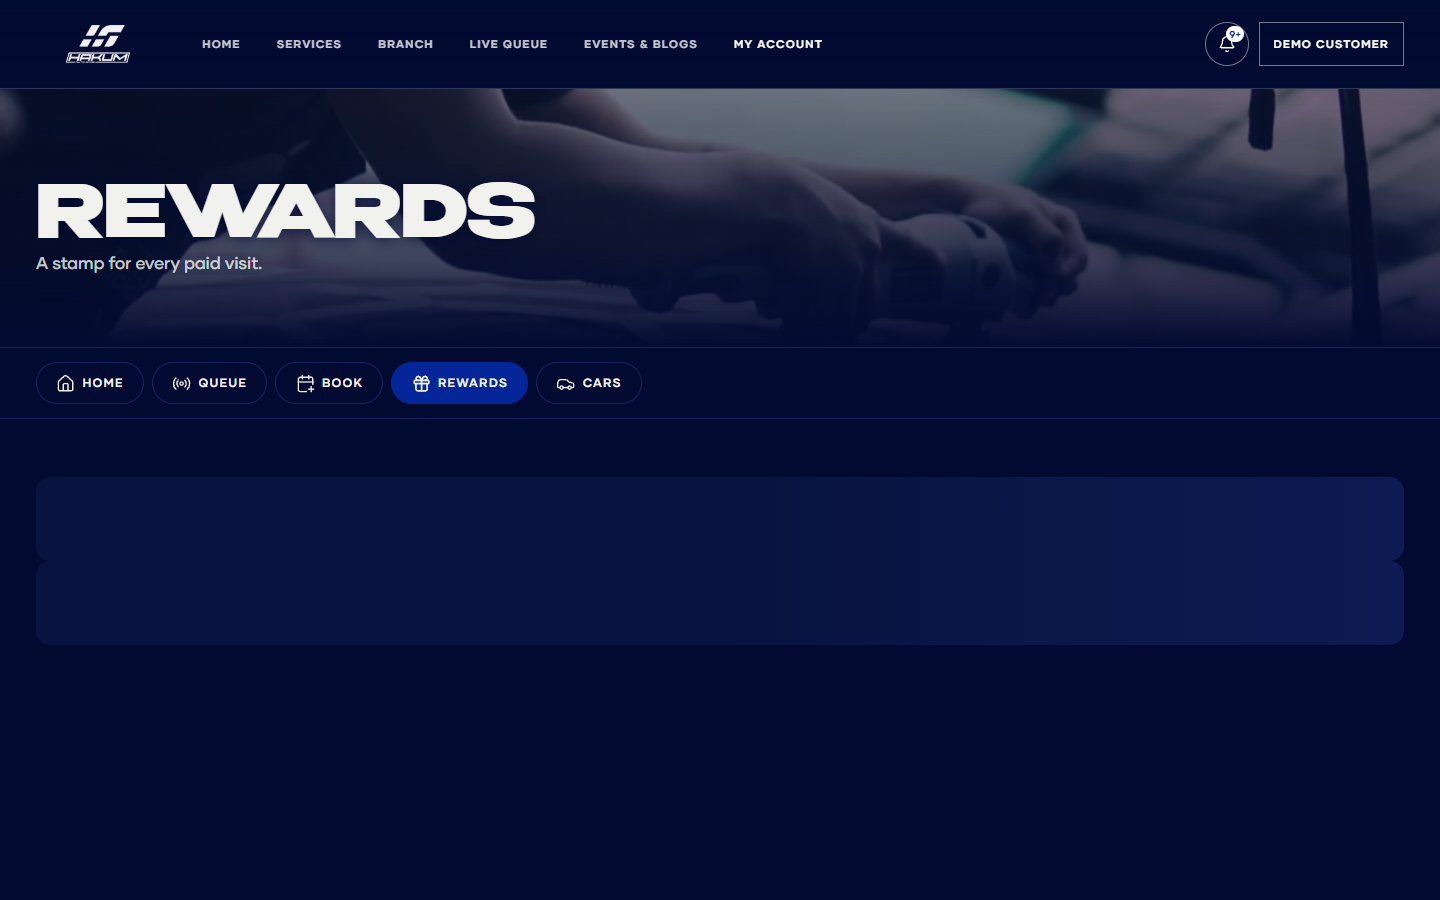 HAKUM
HOME
SERVICES
BRANCH
LIVE QUEUE
EVENTS & BLOGS
MY ACCOUNT
9+
DEMO CUSTOMER
REWARDS
A stamp for every paid visit.
HOME
QUEUE
BOOK
REWARDS
CARS